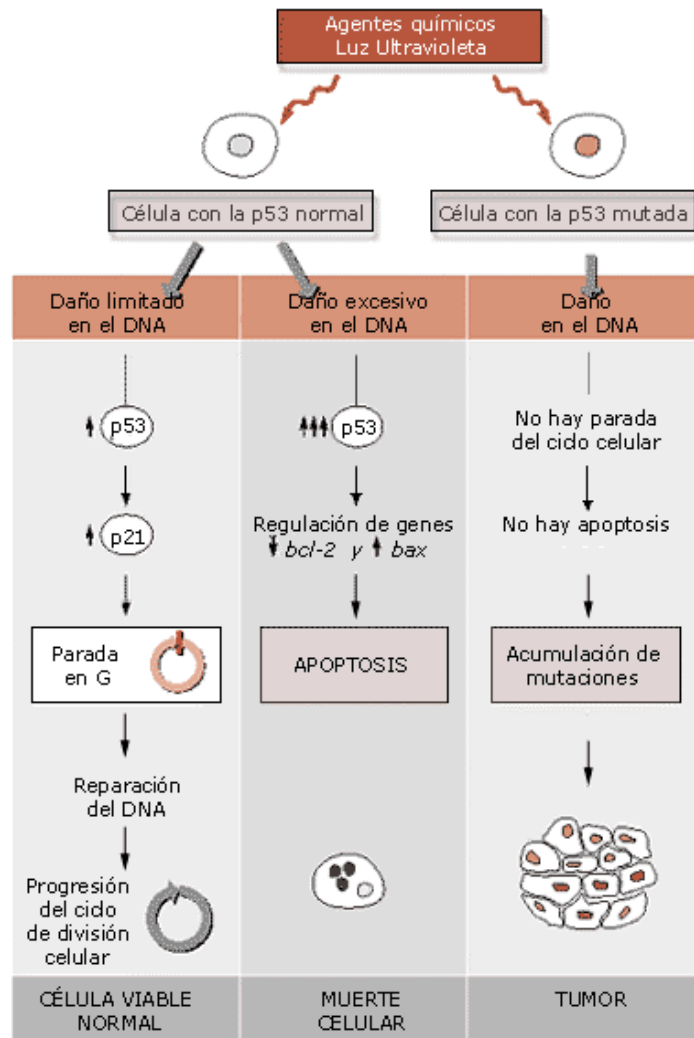 Agentes químicos
Luz Ultravioleta
Célula con la p53 normal
Célula con la p53 mutada
Daño limitado
en el DNA
p53
p21
Parada
en G
Reparación
del DNA
Progresión
del ciclo
de división
celular
CÉLULA VIABLE
NORMAL
Daño excesivo
en el DNA
p53
Regulación de genes
bcl-2 y bax
APOPTOSIS
MUERTE
CELULAR
Daño
en el DNA
No hay parada
del ciclo celular
No hay apoptosis
Acumulación de
mutaciones
TUMOR